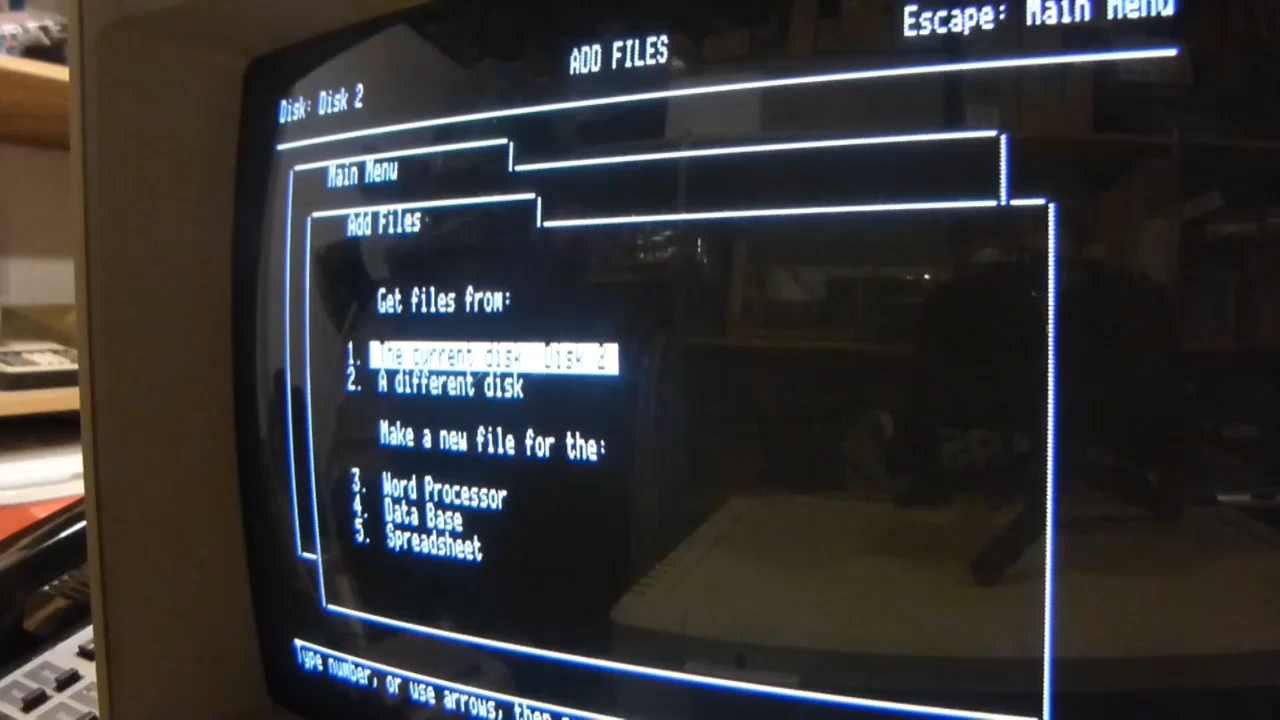 Escape: Main Menu
ADD FILES
Disk: Disk 2
Main Menu
Add Files
Get files from:
1. The current disk: Disk 2
2. A different disk
Make a new file for the:
3. Word Processor
4. Data Base
5. Spreadsheet
Type number, or use arrows, then